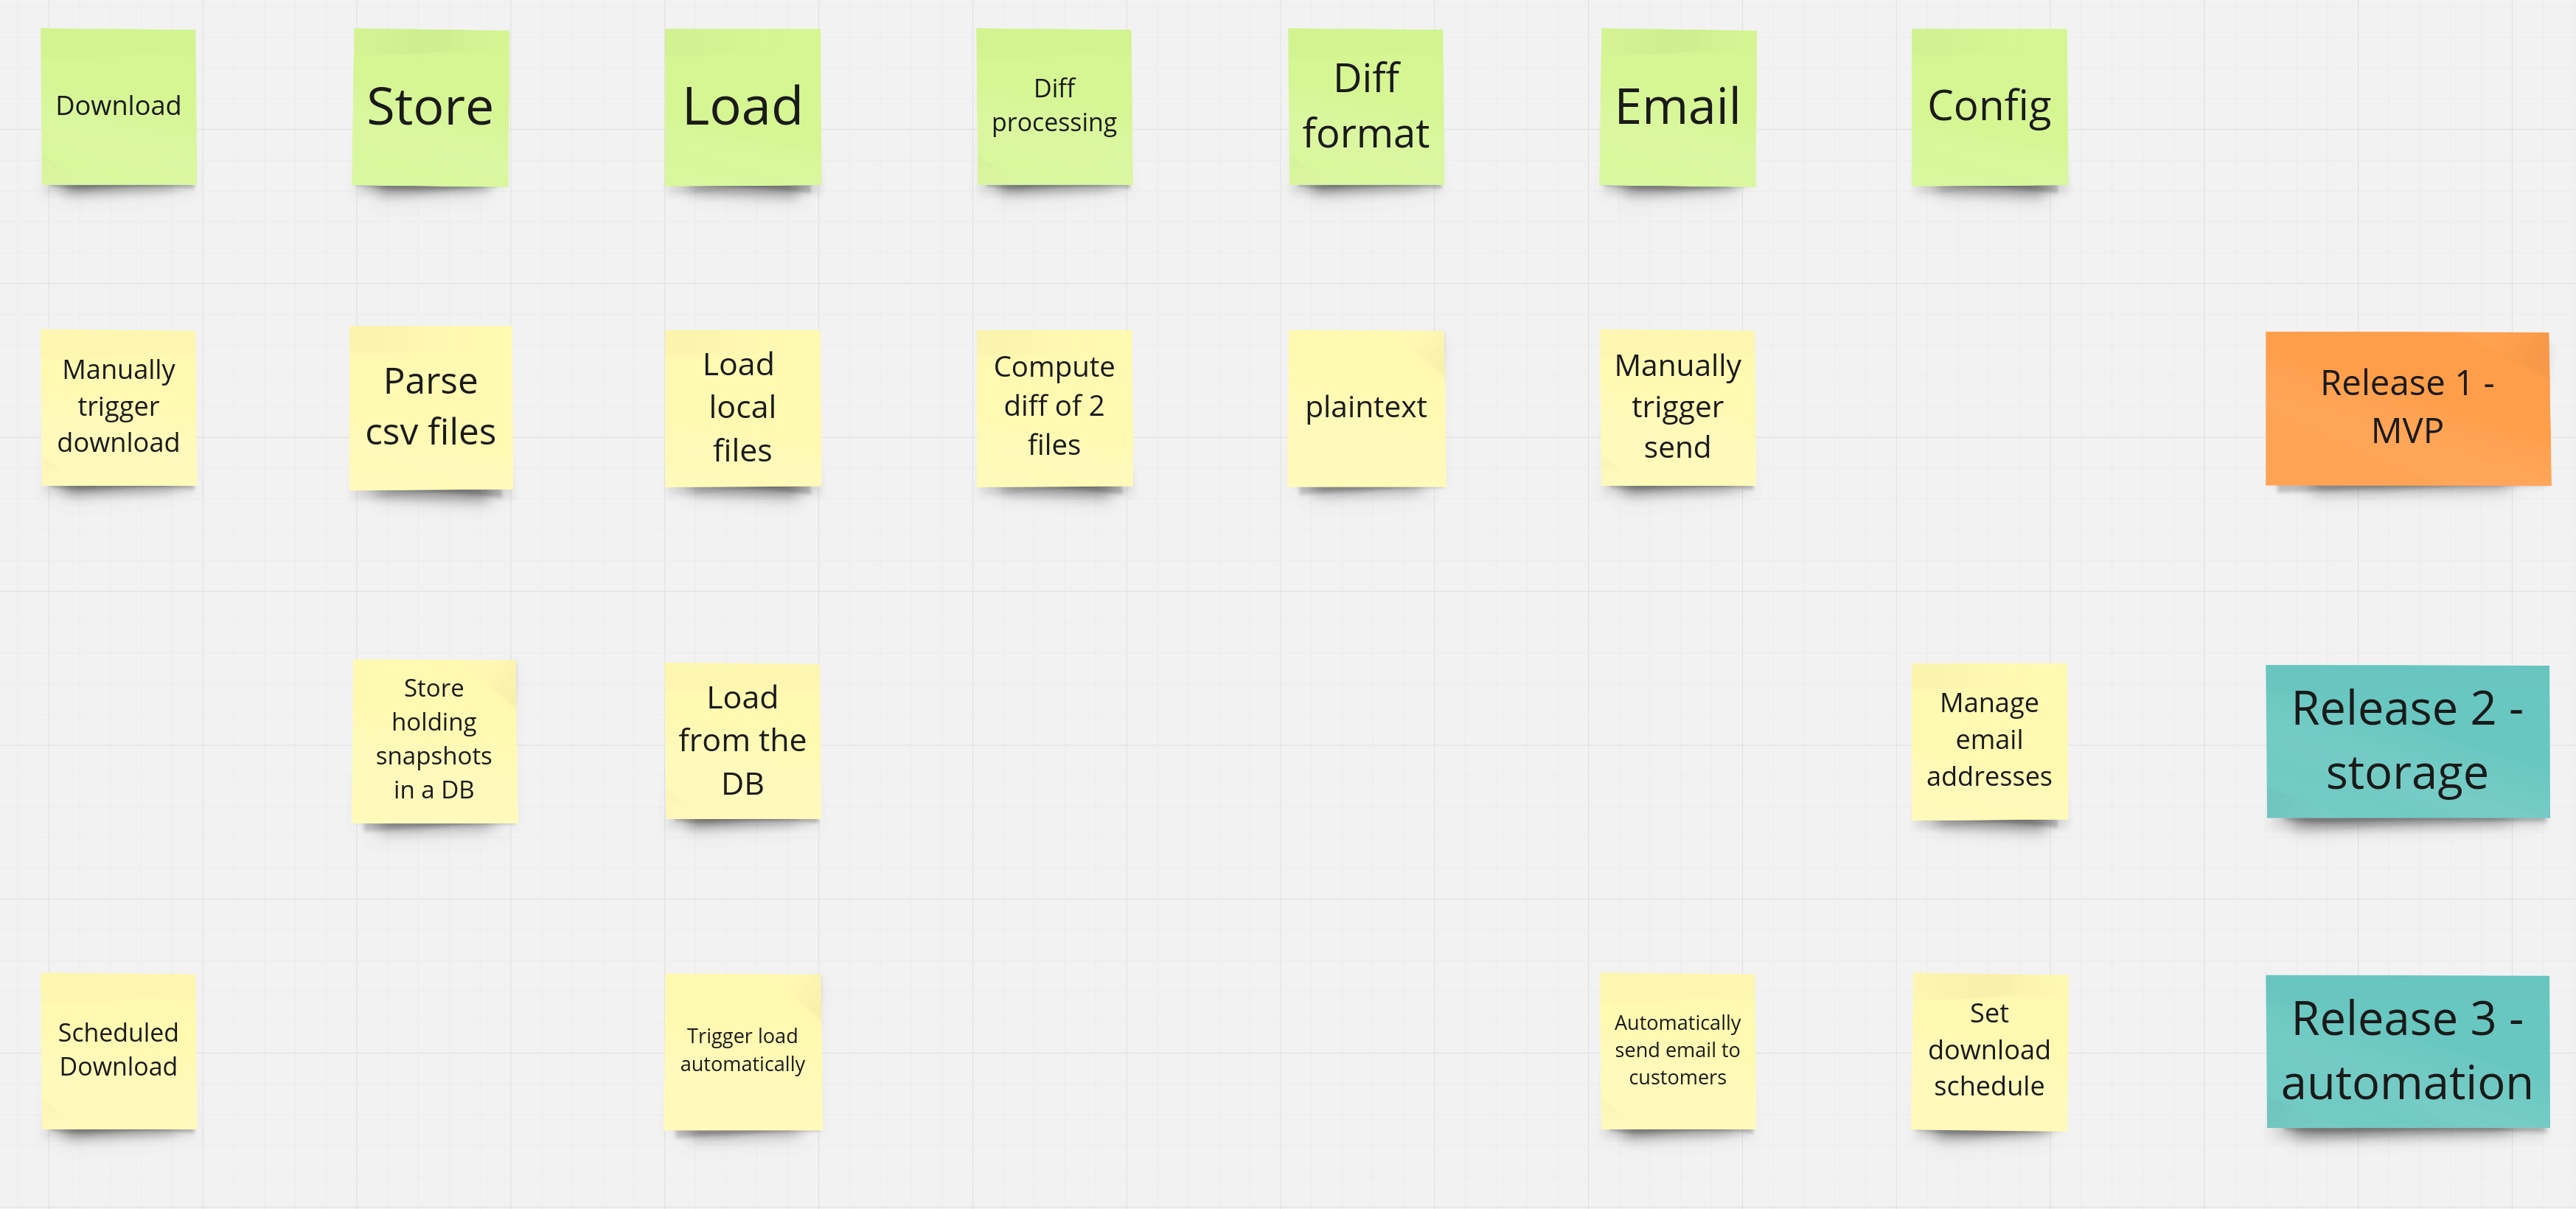 Download
Store
Load
Diff
processing
Diff
format
Email
Config
Manually
trigger
download
Parse
csv files
Load
local
files
Compute
diff of 2
files
plaintext
Manually
trigger
send
Release 1 -
MVP
Store
holding
snapshots
in a DB
Load
from the
DB
Manage
email
addresses
Release 2 -
storage
Scheduled
Download
Trigger load
automatically
Automatically
send email to
customers
Set
download
schedule
Release 3 -
automation